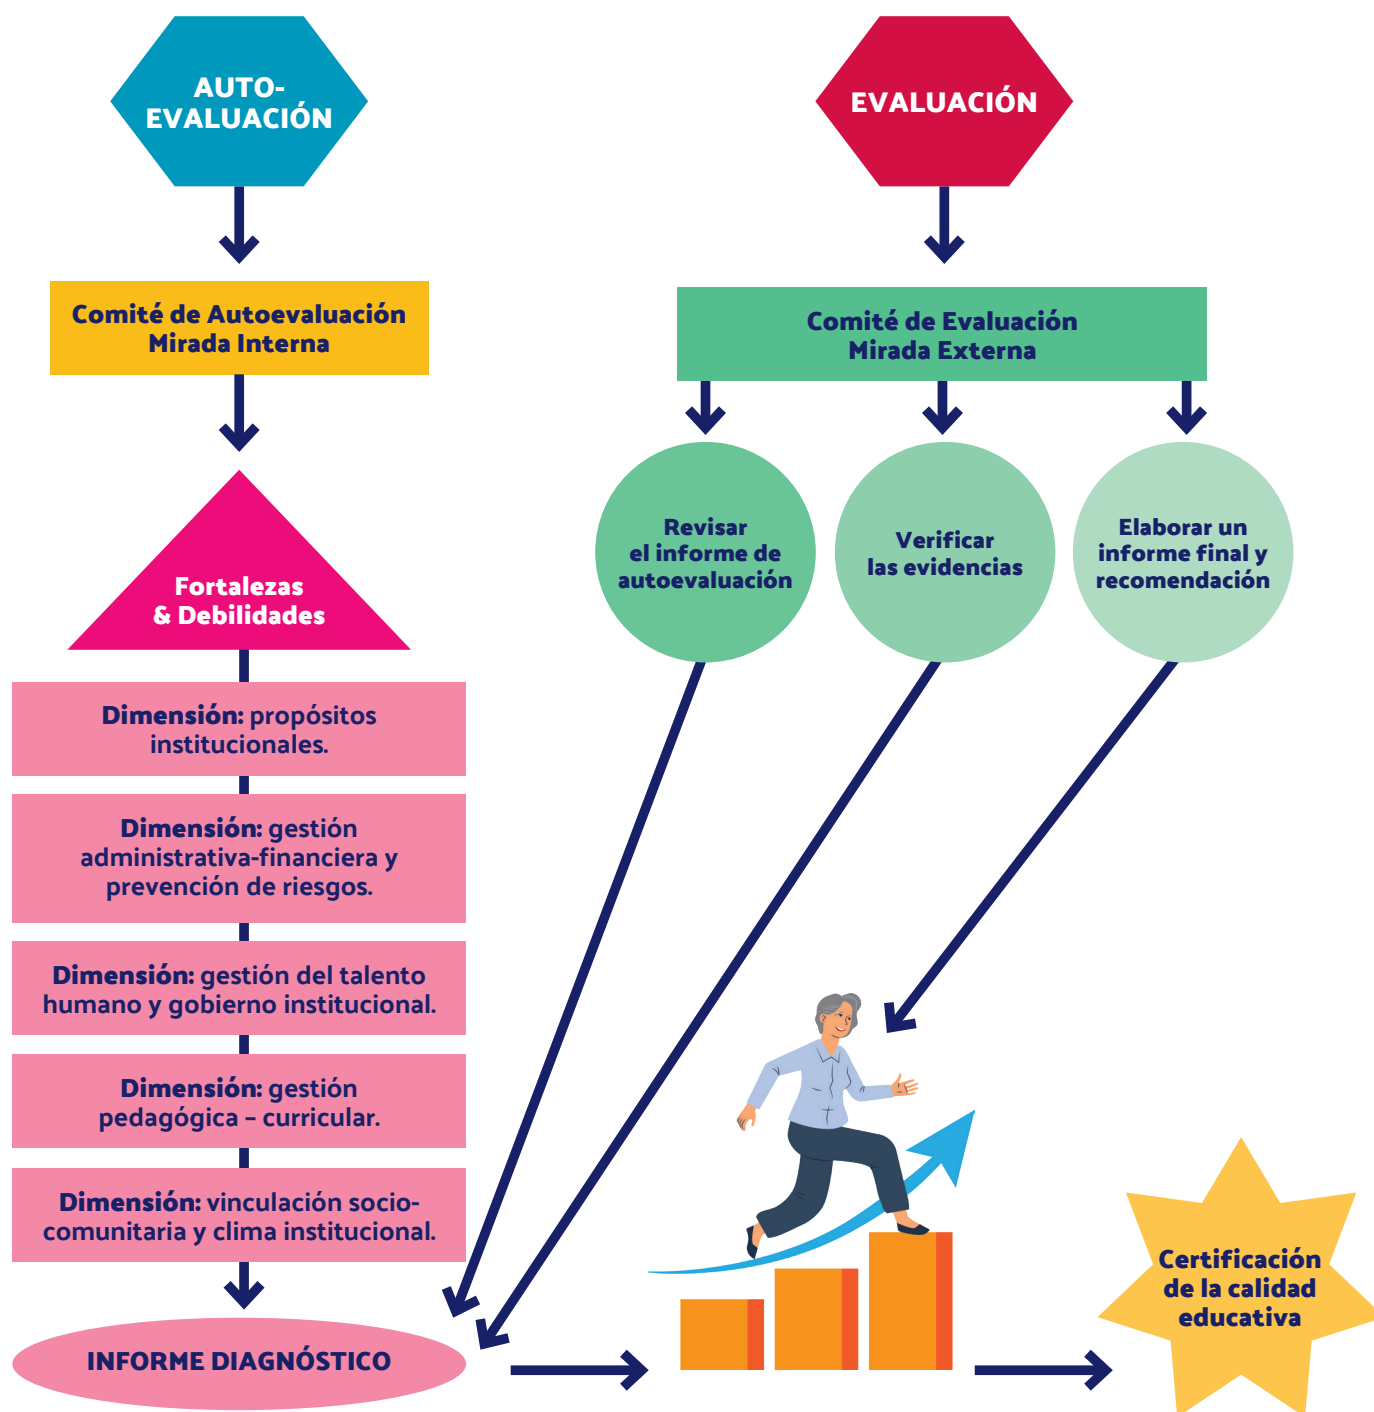 AUTO-
EVALUACIÓN
Comité de Autoevaluación
Mirada Interna
Fortalezas
& Debilidades
Dimensión: propósitos
institucionales.
Dimensión: gestión
administrativa-financiera y
prevención de riesgos.
Dimensión: gestión del talento
humano y gobierno institucional.
Dimensión: gestión
pedagógica – curricular.
Dimensión: vinculación socio-
comunitaria y clima institucional.
INFORME DIAGNÓSTICO
EVALUACIÓN
Comité de Evaluación
Mirada Externa
Revisar
el informe de
autoevaluación
Verificar
las evidencias
Elaborar un
informe final y
recomendación
Certificación
de la calidad
educativa